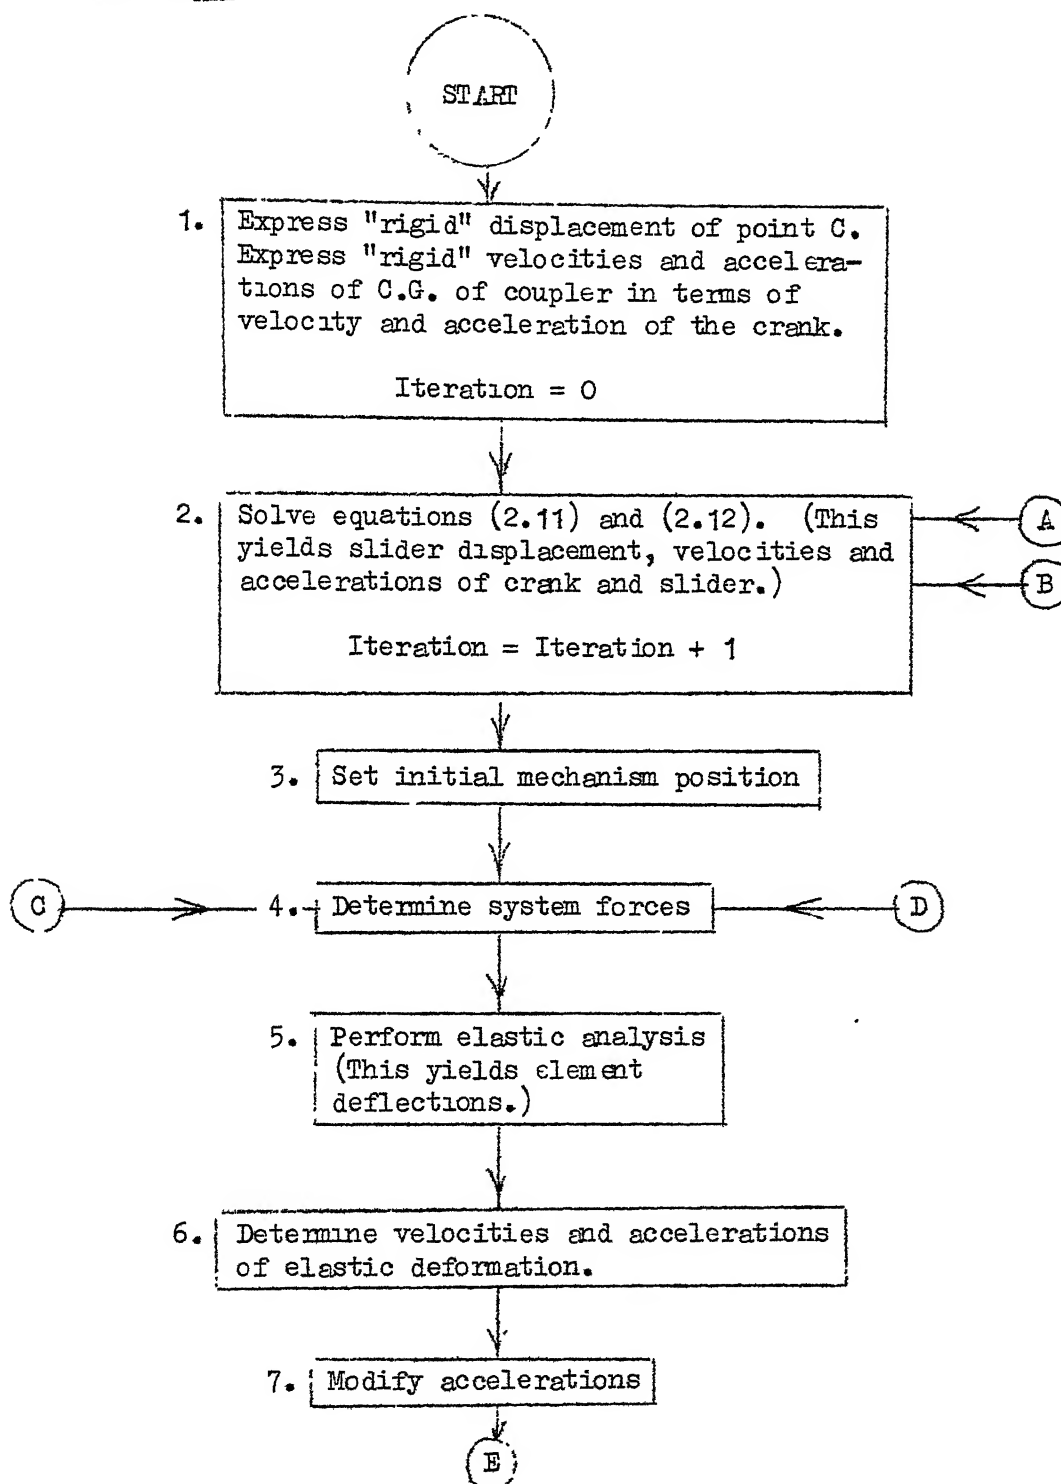 START
1. Express "rigid" displacement of point C.
Express "rigid" velocities and accelera-
tions of C.G. of coupler in terms of
velocity and acceleration of the crank.
Iteration = 0
2. Solve equations (2.11) and (2.12). (This
yields slider displacement, velocities and
accelerations of crank and slider.)
Iteration = Iteration + 1
A
B
3. Set initial mechanism position
C
4. Determine system forces
D
5. Perform elastic analysis
(This yields element
deflections.)
6. Determine velocities and accelerations
of elastic deformation.
7. Modify accelerations
E